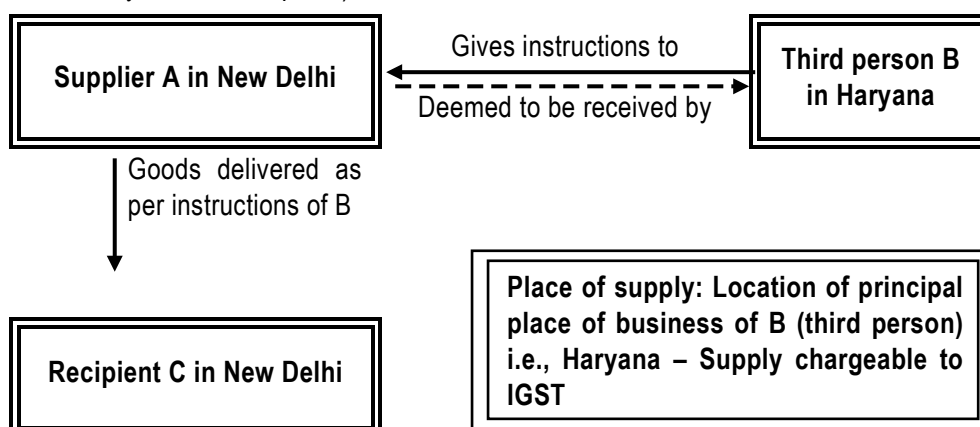 Gives instructions to
Supplier A in New Delhi
Third person B
in Haryana
Deemed to be received by
Goods delivered as
per instructions of B
Place of supply: Location of principal
place of business of B (third person)
i.e., Haryana – Supply chargeable to
IGST
Recipient C in New Delhi